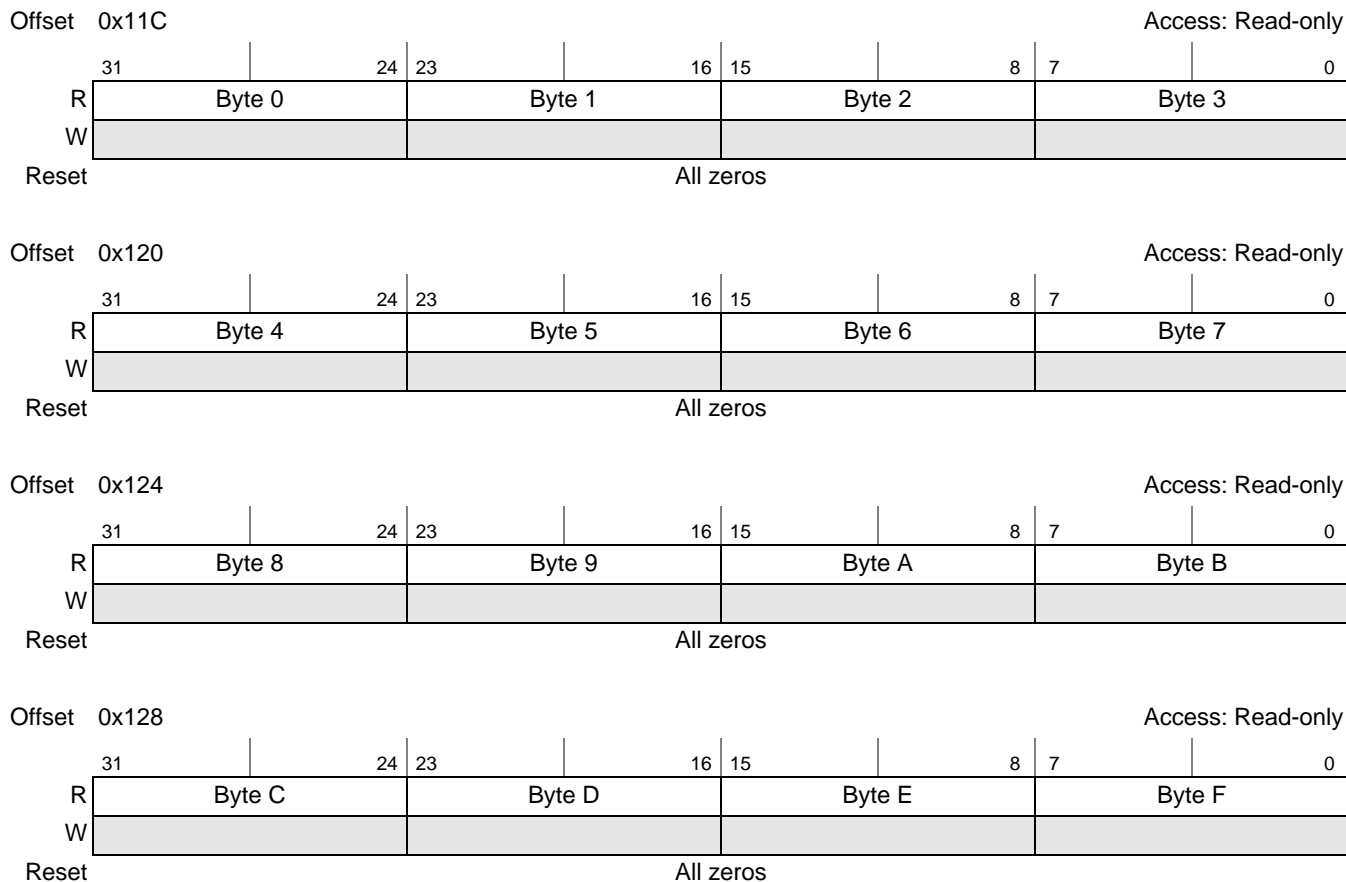 Offset 0x11C Access: Read-only
31 24 23 16 15 8 7 0
R Byte 0 Byte 1 Byte 2 Byte 3
W
Reset All zeros
Offset 0x120 Access: Read-only
31 24 23 16 15 8 7 0
R Byte 4 Byte 5 Byte 6 Byte 7
W
Reset All zeros
Offset 0x124 Access: Read-only
31 24 23 16 15 8 7 0
R Byte 8 Byte 9 Byte A Byte B
W
Reset All zeros
Offset 0x128 Access: Read-only
31 24 23 16 15 8 7 0
R Byte C Byte D Byte E Byte F
W
Reset All zeros